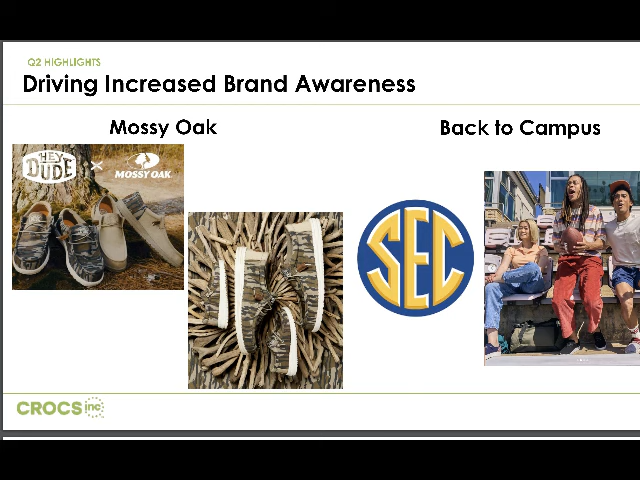 Q2 HIGHLIGHTS
Driving Increased Brand Awareness
Mossy Oak
Back to Campus
HEY
DUDE
X
MOSSY OAK
SEC
CROCS inc